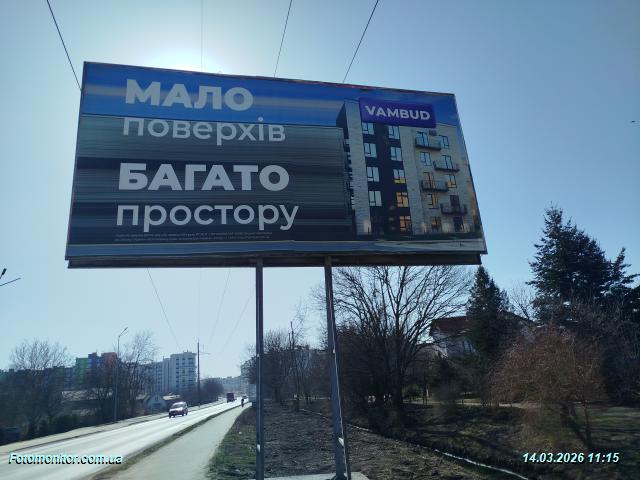 МАЛО
поверхів
VAMBUD
БАГАТО
простору
Fotomonitor.com.ua
14.03.2026 11:15